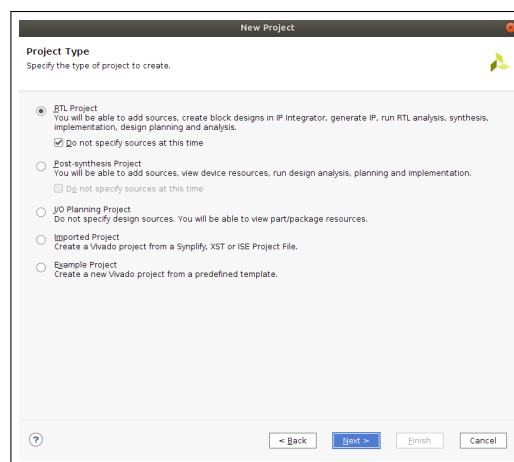 New Project
Project Type
Specify the type of project to create.
RTL Project
You will be able to add sources, create block designs in IP Integrator, generate IP, run RTL analysis, synthesis,
implementation, design planning and analysis.
Do not specify sources at this time
Post-synthesis Project
You will be able to add sources, view device resources, run design analysis, planning and implementation.
Do not specify sources at this time
I/O Planning Project
Do not specify design sources. You will be able to view part/package resources.
Imported Project
Create a Vivado project from a Synplify, XST or ISE Project File.
Example Project
Create a new Vivado project from a predefined template.
? < Back Next > Finish Cancel